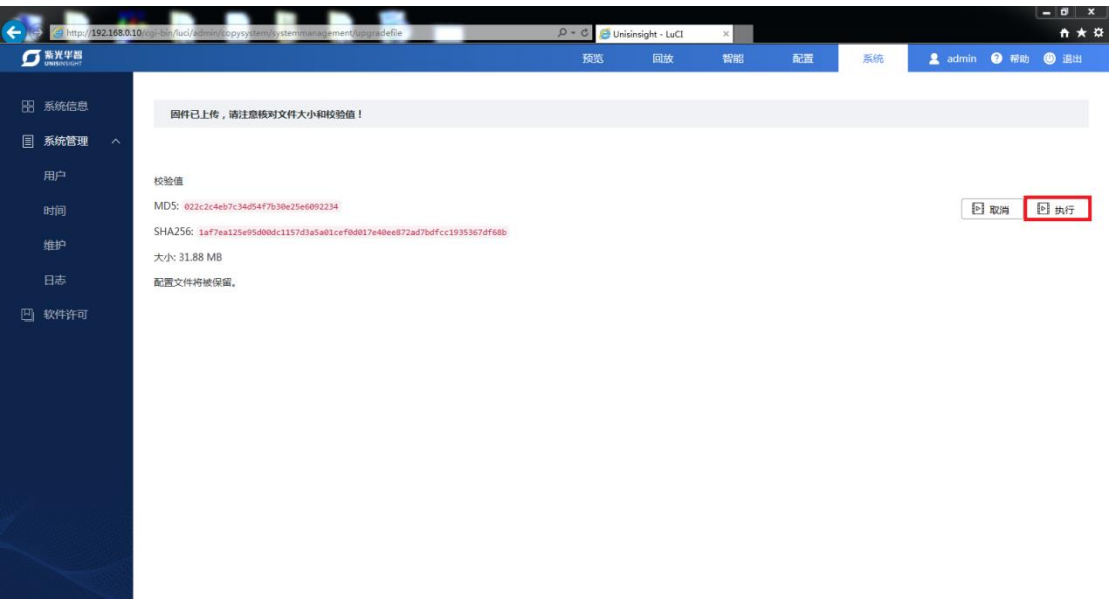 http://192.168.0.10/cgi-bin/luci/admin/copysystem/systemmanagement/upgradefile
Unisinsight - LuCI
紫光华智
UNISINSIGHT
预览 回放 智能 配置 系统 admin 帮助 退出
系统信息
固件已上传，请注意核对文件大小和校验值！
系统管理
用户
校验值
MD5: 022c2c4eb7c34d54f7b30e25e6092234
取消 执行
时间
SHA256: 1af7ea125e95d00dc1157d3a5a01cef0d017e40ee872ad7bdfcc1935367df68b
维护
大小: 31.88 MB
日志
配置文件将被保留。
软件许可